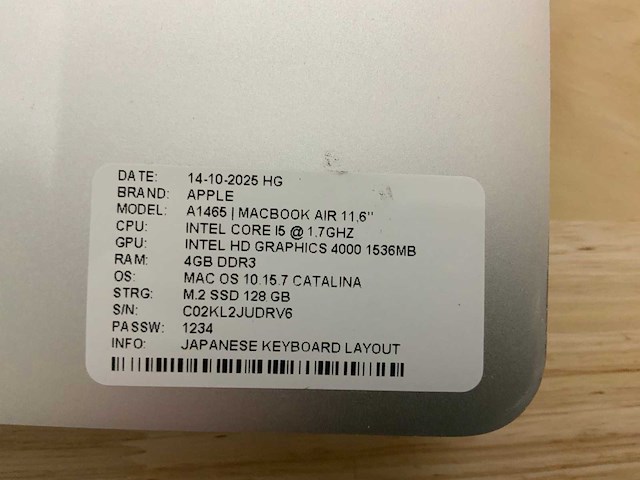 DATE: 14-10-2025 HG
BRAND: APPLE
MODEL: A1465 | MACBOOK AIR 11,6"
CPU: INTEL CORE I5 @ 1.7GHZ
GPU: INTEL HD GRAPHICS 4000 1536MB
RAM: 4GB DDR3
OS: MAC OS 10.15.7 CATALINA
STRG: M.2 SSD 128 GB
S/N: C02KL2JUDRV6
PASSW: 1234
INFO: JAPANESE KEYBOARD LAYOUT